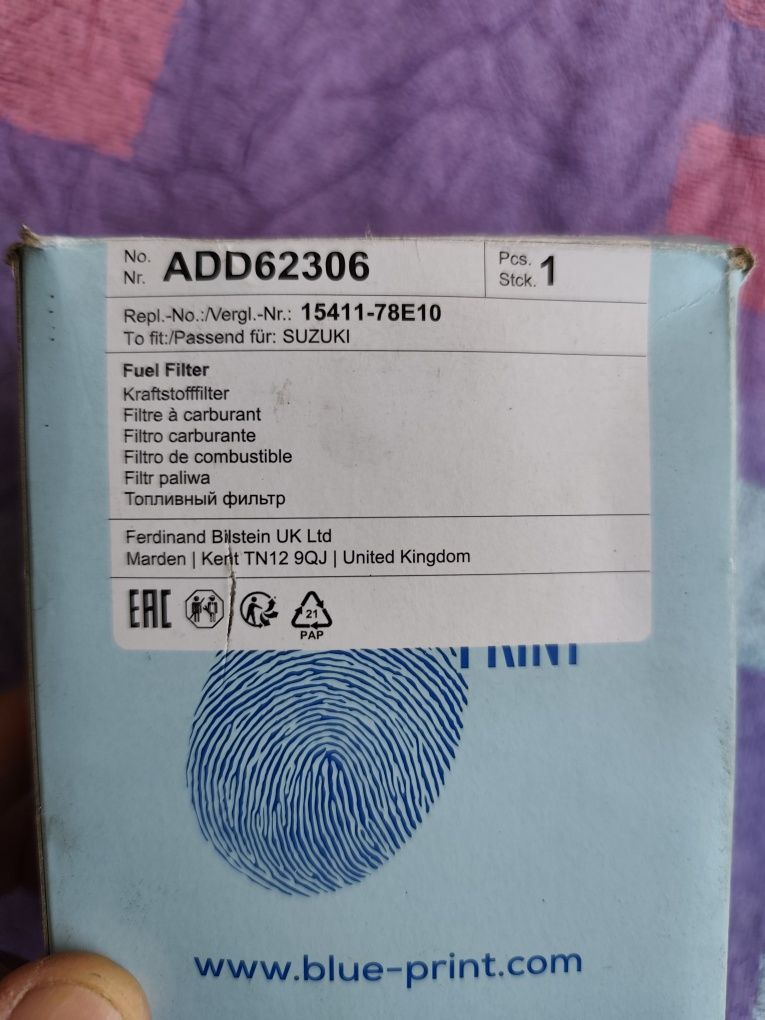 No. ADD62306 Pcs. 1
Nr. Stck.
Repl.-No.:/Vergl.-Nr.: 15411-78E10
To fit:/Passend für: SUZUKI
Fuel Filter
Kraftstofffilter
Filtre à carburant
Filtro carburante
Filtro de combustible
Filtr paliwa
Топливный фильтр
Ferdinand Bilstein UK Ltd
Marden | Kent TN12 9QJ | United Kingdom
EAC
21
PAP
PRINT
www.blue-print.com